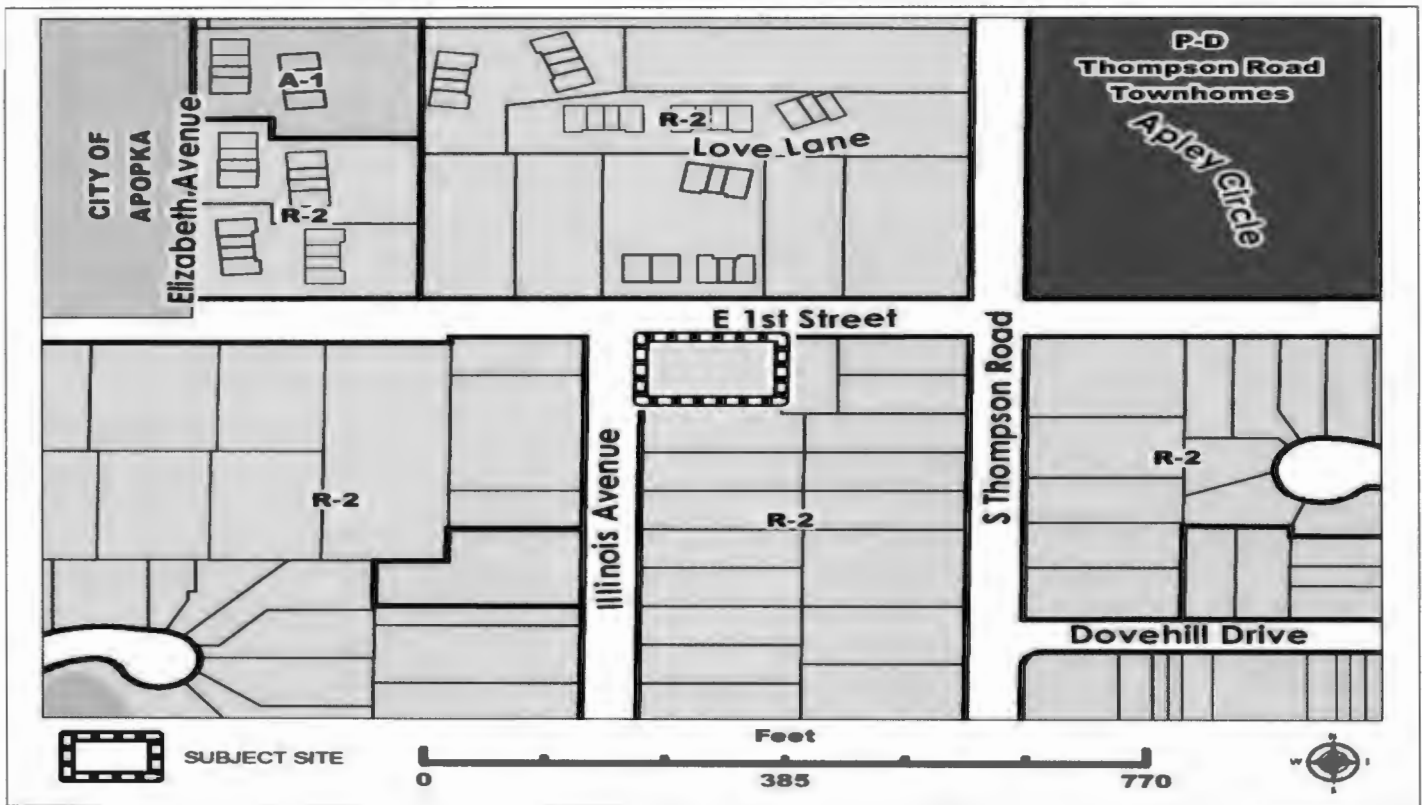 P-D
Thompson Road
Townhomes
Apley Circle
A-1
CITY OF
APOPKA
Elizabeth Avenue
R-2
Love Lane
R-2
E 1st Street
S Thompson Road
Illinois Avenue
R-2
R-2
R-2
Dovehill Drive
SUBJECT SITE
Feet
0
385
770
N
W
S